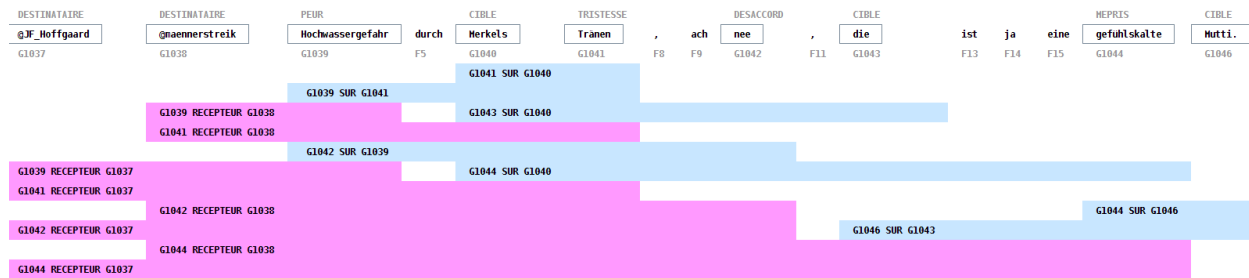 DESTINATAIRE DESTINATAIRE PEUR CIBLE TRISTESSE DESACCORD CIBLE MEPRIS CIBLE
@JF_Hoffgaard @maennerstreik Hochwassergefahr durch Merkels Tränen , ach nee , die ist ja eine gefühlskalte Mutti.
G1037 G1038 G1039 F5 G1040 G1041 F8 F9 G1042 F11 G1043 F13 F14 F15 G1044 G1046
G1041 SUR G1040
G1039 SUR G1041
G1039 RECEPTEUR G1038 G1043 SUR G1040
G1041 RECEPTEUR G1038
G1042 SUR G1039
G1039 RECEPTEUR G1037 G1044 SUR G1040
G1041 RECEPTEUR G1037
G1042 RECEPTEUR G1038 G1044 SUR G1046
G1042 RECEPTEUR G1037 G1046 SUR G1043
G1044 RECEPTEUR G1038
G1044 RECEPTEUR G1037